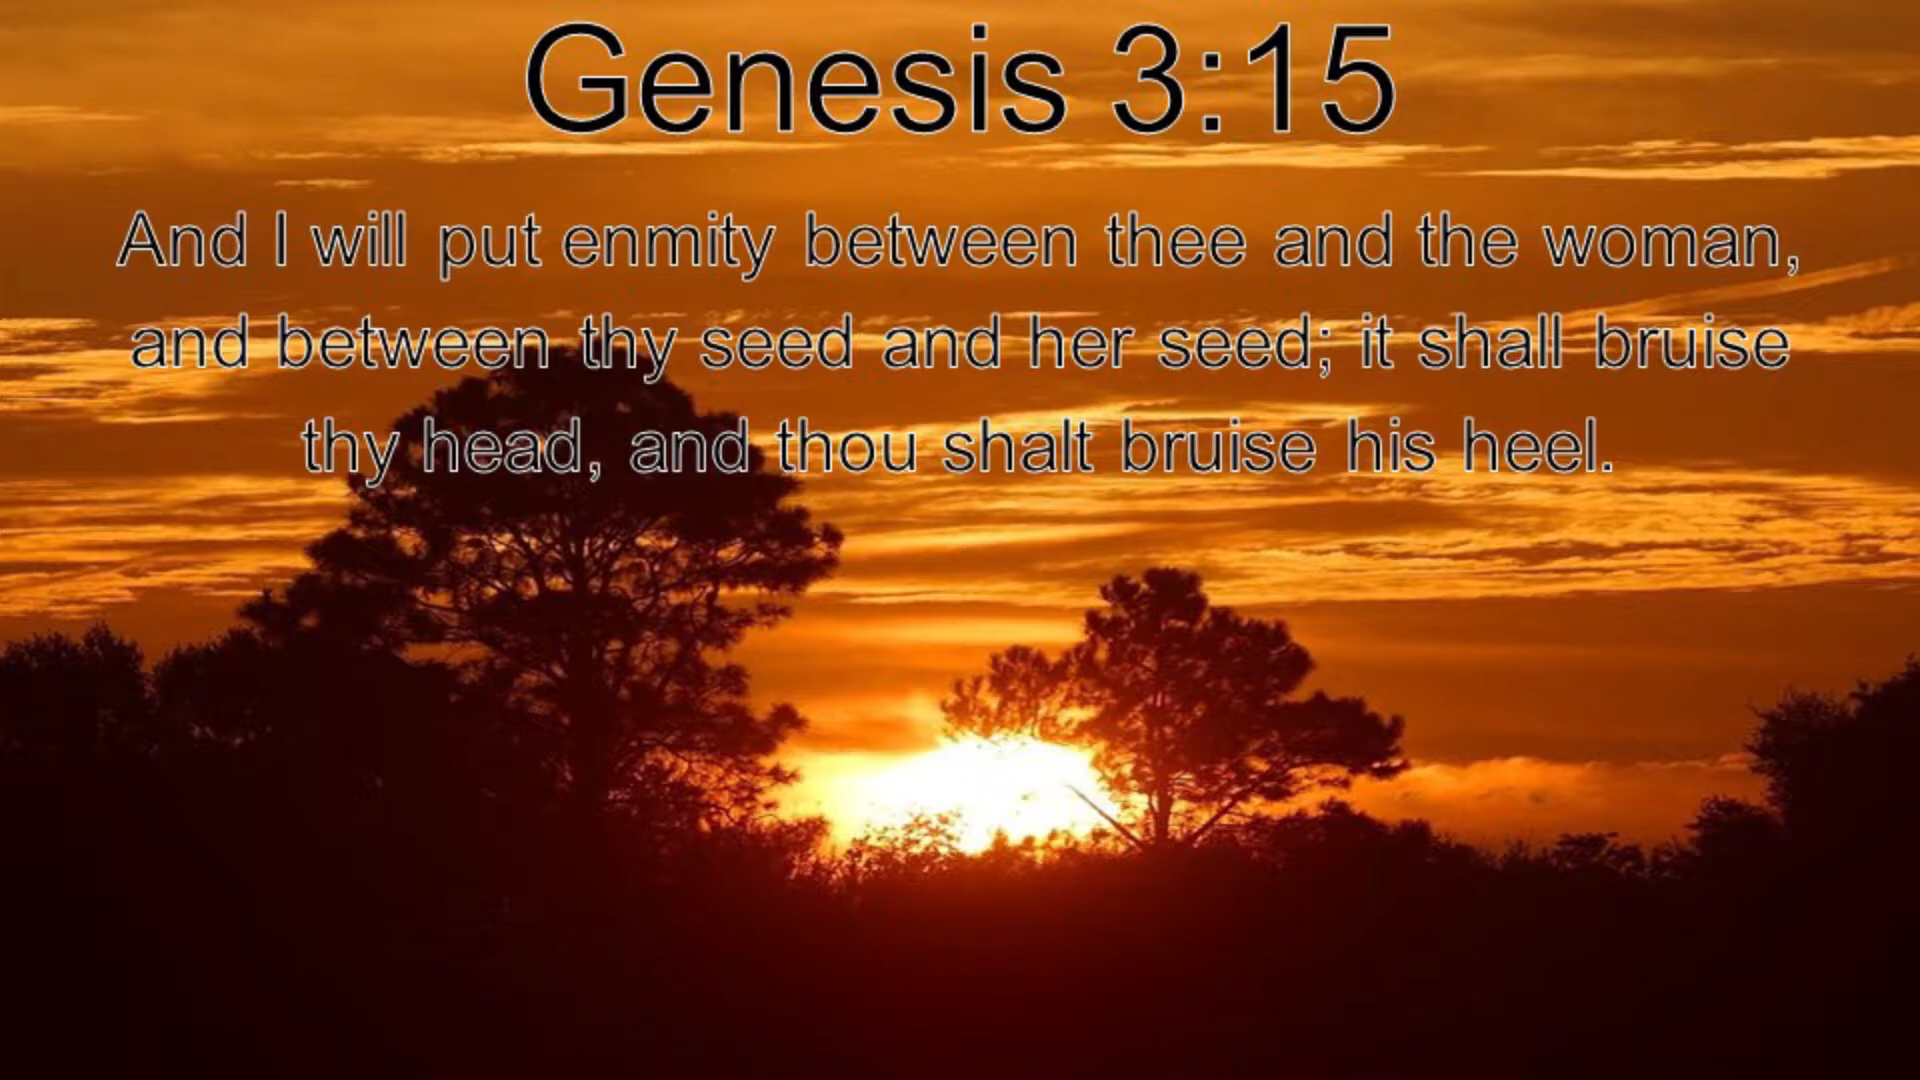 Genesis 3:15
And I will put enmity between thee and the woman,
and between thy seed and her seed; it shall bruise
thy head, and thou shalt bruise his heel.